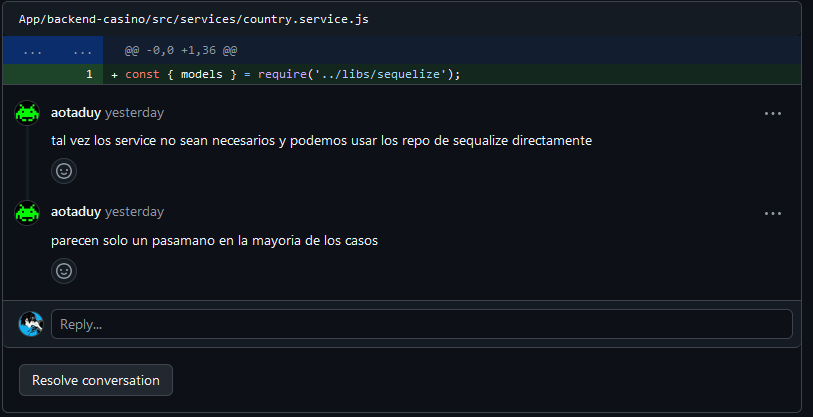 App/backend-casino/src/services/country.service.js
... ... @@ -0,0 +1,36 @@
1 + const { models } = require('../libs/sequelize');
aotaduy yesterday
tal vez los service no sean necesarios y podemos usar los repo de sequalize directamente
aotaduy yesterday
parecen solo un pasamano en la mayoria de los casos
Reply...
Resolve conversation